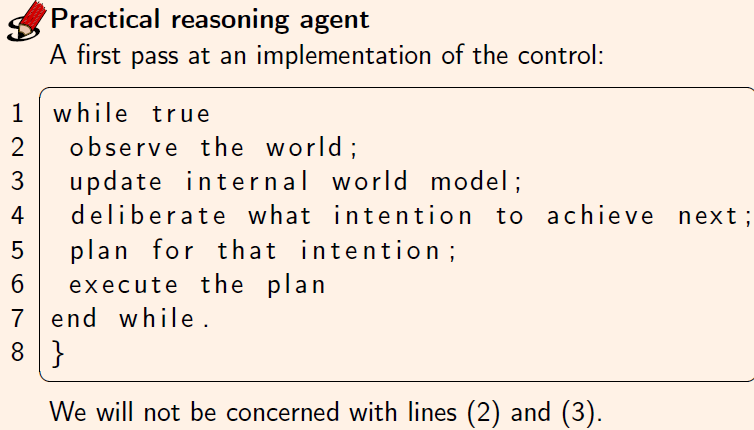 Practical reasoning agent
A first pass at an implementation of the control:
1 while true
2 observe the world;
3 update internal world model;
4 deliberate what intention to achieve next;
5 plan for that intention;
6 execute the plan
7 end while.
8 }
We will not be concerned with lines (2) and (3).